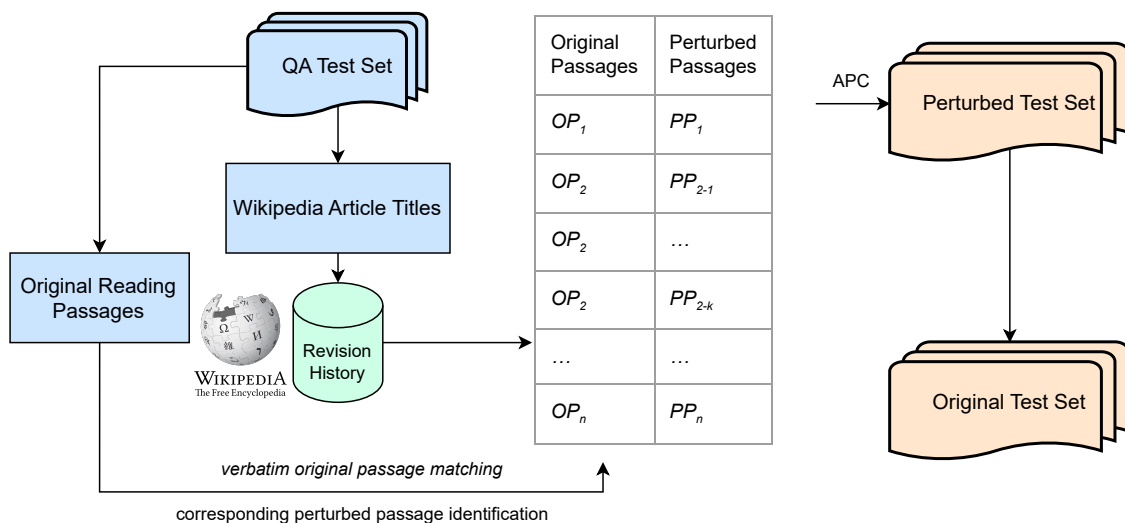 QA Test Set
Wikipedia Article Titles
Original Reading
Passages
WIKIPEDIA
The Free Encyclopedia
Revision
History
verbatim original passage matching
corresponding perturbed passage identification
Original
Passages
Perturbed
Passages
OP1
PP1
OP2
PP2-1
OP2
...
OP2
PP2-k
...
...
OPn
PPn
APC
Perturbed Test Set
Original Test Set